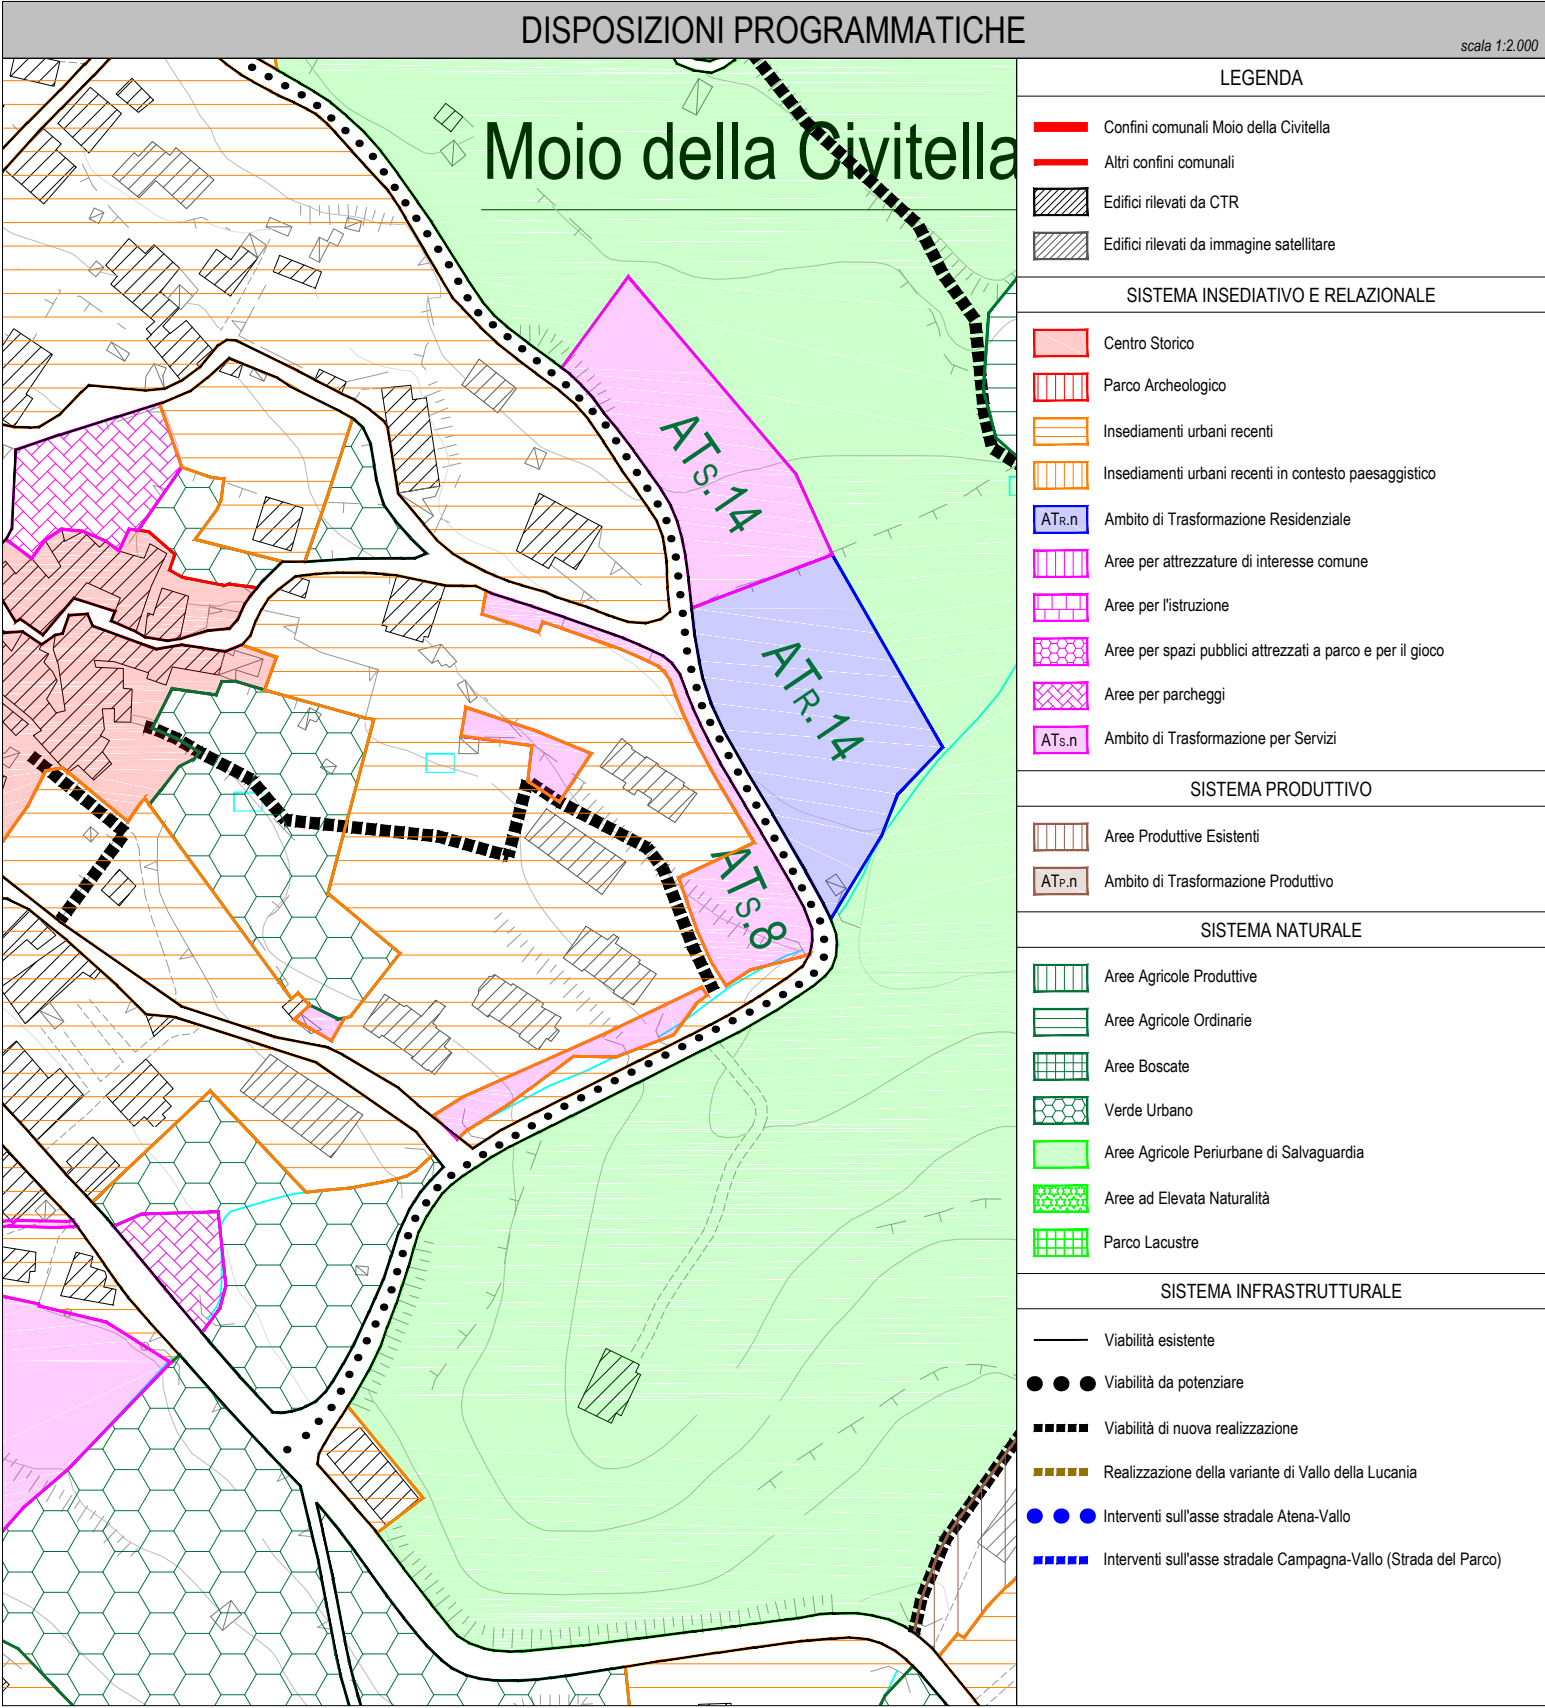 DISPOSIZIONI PROGRAMMATICHE
scala 1:2.000
Moio della Civitella
ATS.14
ATR.14
ATS.8
LEGENDA
Confini comunali Moio della Civitella
Altri confini comunali
Edifici rilevati da CTR
Edifici rilevati da immagine satellitare
SISTEMA INSEDIATIVO E RELAZIONALE
Centro Storico
Parco Archeologico
Insediamenti urbani recenti
Insediamenti urbani recenti in contesto paesaggistico
ATR.n Ambito di Trasformazione Residenziale
Aree per attrezzature di interesse comune
Aree per l'istruzione
Aree per spazi pubblici attrezzati a parco e per il gioco
Aree per parcheggi
ATS.n Ambito di Trasformazione per Servizi
SISTEMA PRODUTTIVO
Aree Produttive Esistenti
ATP.n Ambito di Trasformazione Produttivo
SISTEMA NATURALE
Aree Agricole Produttive
Aree Agricole Ordinarie
Aree Boscate
Verde Urbano
Aree Agricole Periurbane di Salvaguardia
Aree ad Elevata Naturalità
Parco Lacustre
SISTEMA INFRASTRUTTURALE
Viabilità esistente
Viabilità da potenziare
Viabilità di nuova realizzazione
Realizzazione della variante di Vallo della Lucania
Interventi sull'asse stradale Atena-Vallo
Interventi sull'asse stradale Campagna-Vallo (Strada del Parco)